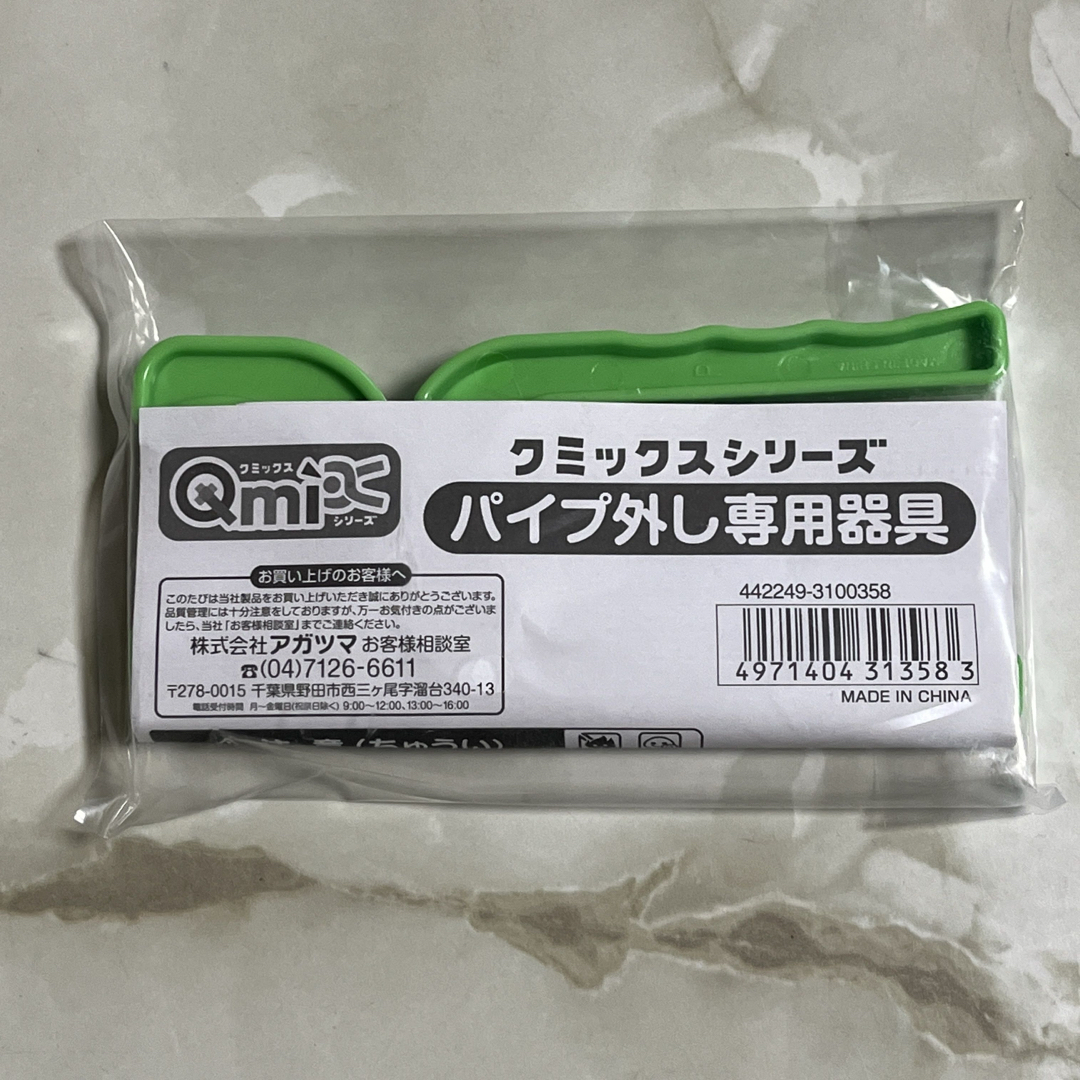 クミックス
Qmix
シリーズ
クミックスシリーズ
パイプ外し専用器具
お買い上げのお客様へ
このたびは当社製品をお買い上げいただき誠にありがとうございます。
品質管理には十分注意をしておりますが、万一お気付きの点がございま
したら、当社「お客様相談室」までご連絡ください。
株式会社アガツマ お客様相談室
☎(04)7126-6611
〒278-0015 千葉県野田市西三ヶ尾字溜台340-13
電話受付時間 月〜金曜日(祝祭日除く) 9:00〜12:00、13:00〜16:00
442249-3100358
4971404 313583
MADE IN CHINA
意(ちゅうい)